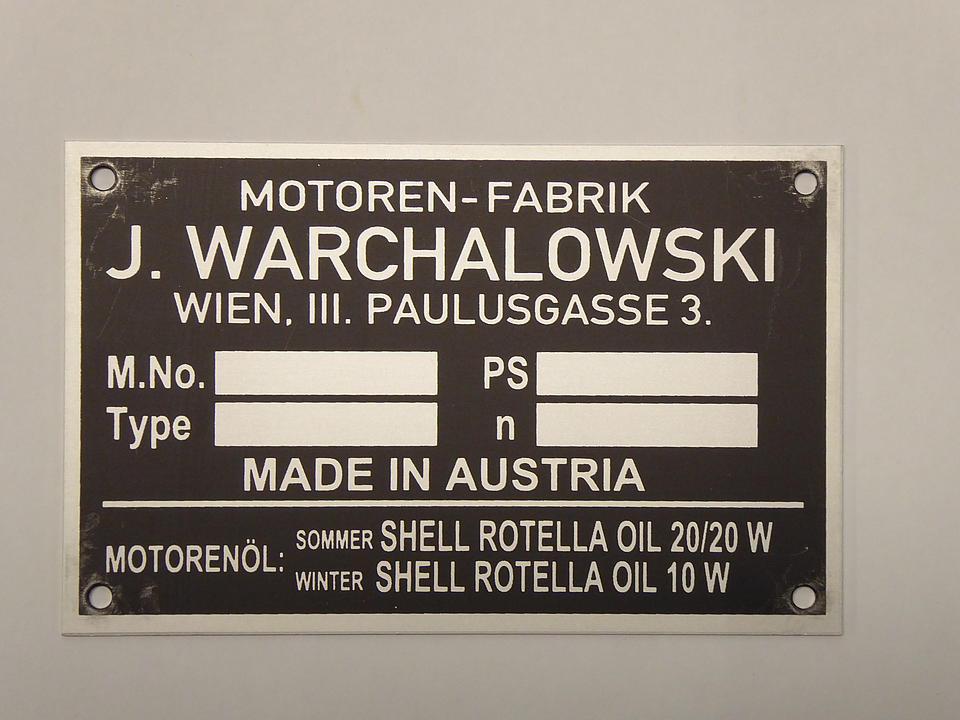 MOTOREN-FABRIK
J. WARCHALOWSKI
WIEN, III. PAULUSGASSE 3.
M.No. PS
Type n
MADE IN AUSTRIA
MOTORENÖL: SOMMER SHELL ROTELLA OIL 20/20 W
WINTER SHELL ROTELLA OIL 10 W